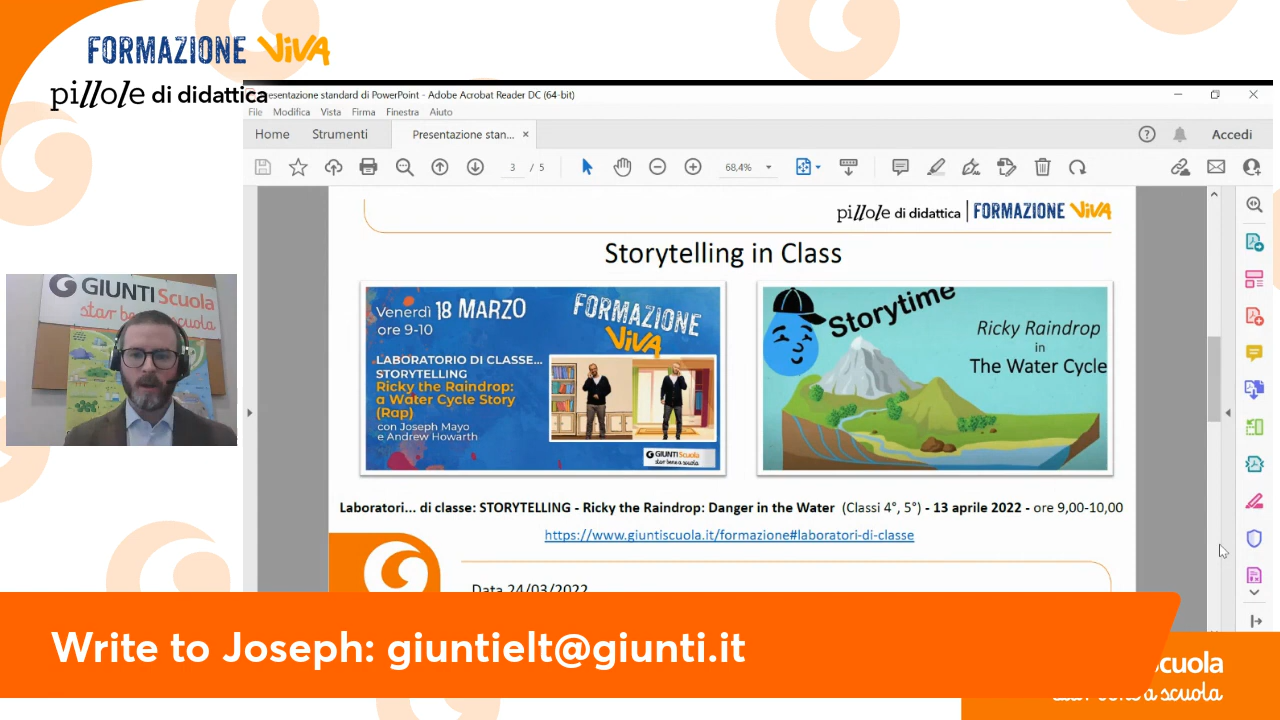 FORMAZIONE VIVA
pillole di didattica
esentazione standard di PowerPoint - Adobe Acrobat Reader DC (64-bit)
File Modifica Vista Firma Finestra Aiuto
Home Strumenti Presentazione stan... × Accedi
3 / 5 68,4%
pillole di didattica | FORMAZIONE VIVA
Storytelling in Class
Venerdì 18 MARZO
ore 9-10
FORMAZIONE
VIVA
LABORATORIO DI CLASSE...
STORYTELLING
Ricky the Raindrop:
a Water Cycle Story
(Rap)
con Joseph Mayo
e Andrew Howarth
GIUNTI Scuola
star bene a scuola
Storytime
Ricky Raindrop
in
The Water Cycle
GIUNTI Scuola
star bene a scuola
Laboratori... di classe: STORYTELLING - Ricky the Raindrop: Danger in the Water (Classi 4°, 5°) - 13 aprile 2022 - ore 9,00-10,00
https://www.giuntiscuola.it/formazione#laboratori-di-classe
Data 24/03/2022
Write to Joseph: giuntielt@giunti.it
cuola
a scuola